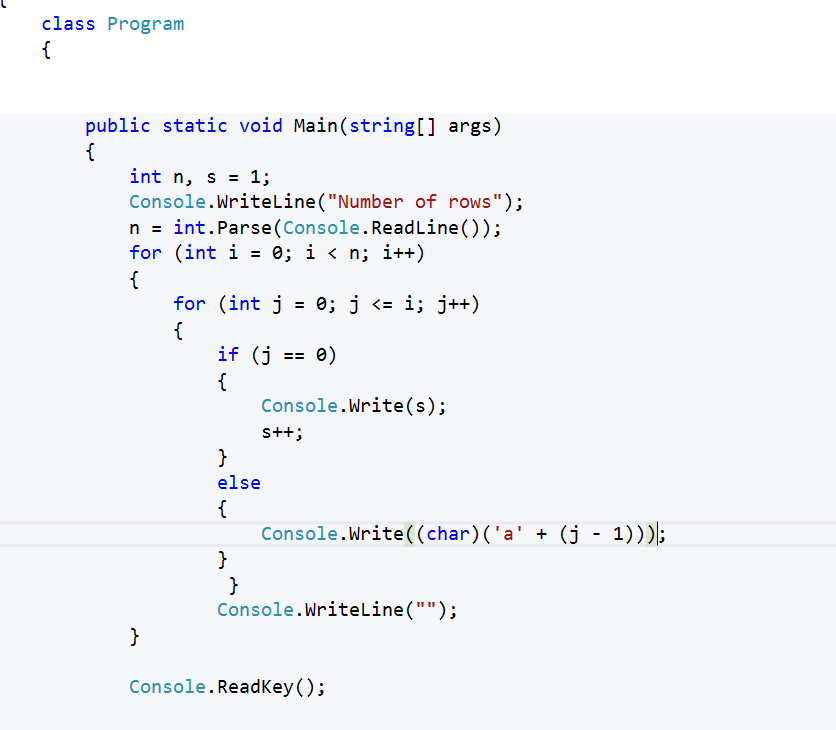 {
class Program
{
public static void Main(string[] args)
{
int n, s = 1;
Console.WriteLine("Number of rows");
n = int.Parse(Console.ReadLine());
for (int i = 0; i < n; i++)
{
for (int j = 0; j <= i; j++)
{
if (j == 0)
{
Console.Write(s);
s++;
}
else
{
Console.Write((char)('a' + (j - 1)));
}
}
Console.WriteLine("");
}
Console.ReadKey();